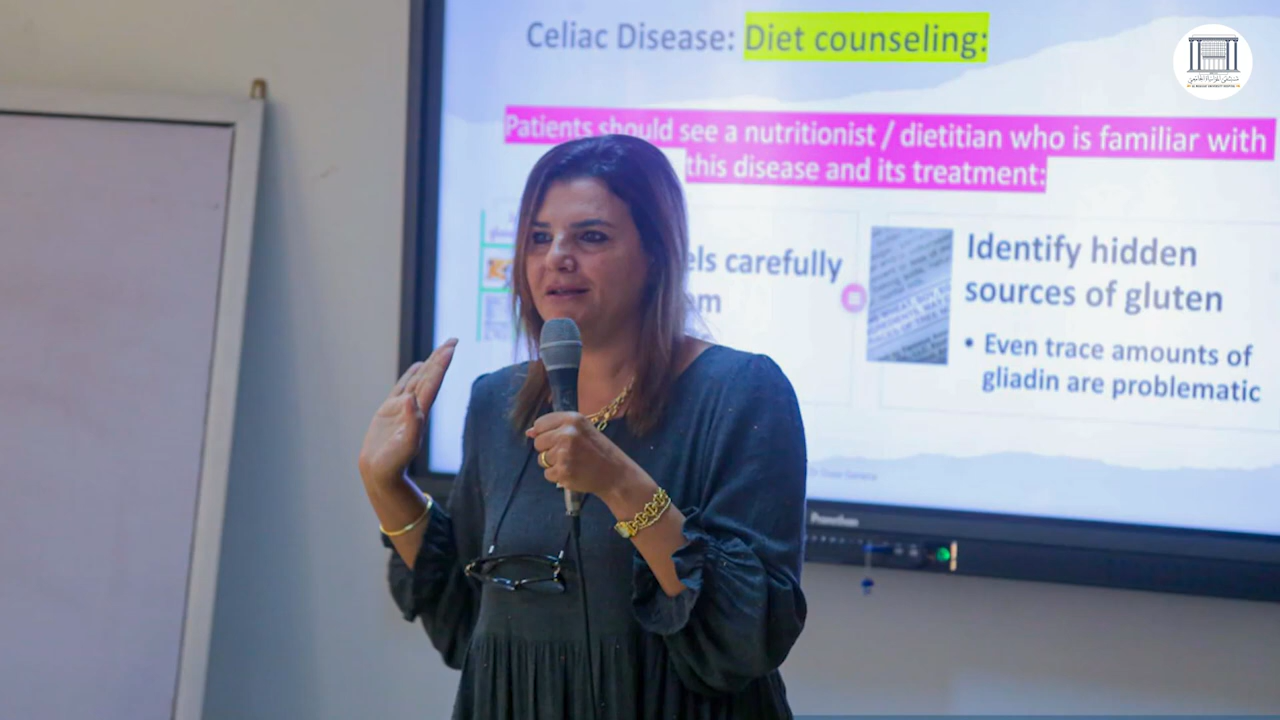 Celiac Disease: Diet counseling:
Patients should see a nutritionist / dietitian who is familiar with
this disease and its treatment:
carefully
Identify hidden
sources of gluten
• Even trace amounts of
gliadin are problematic